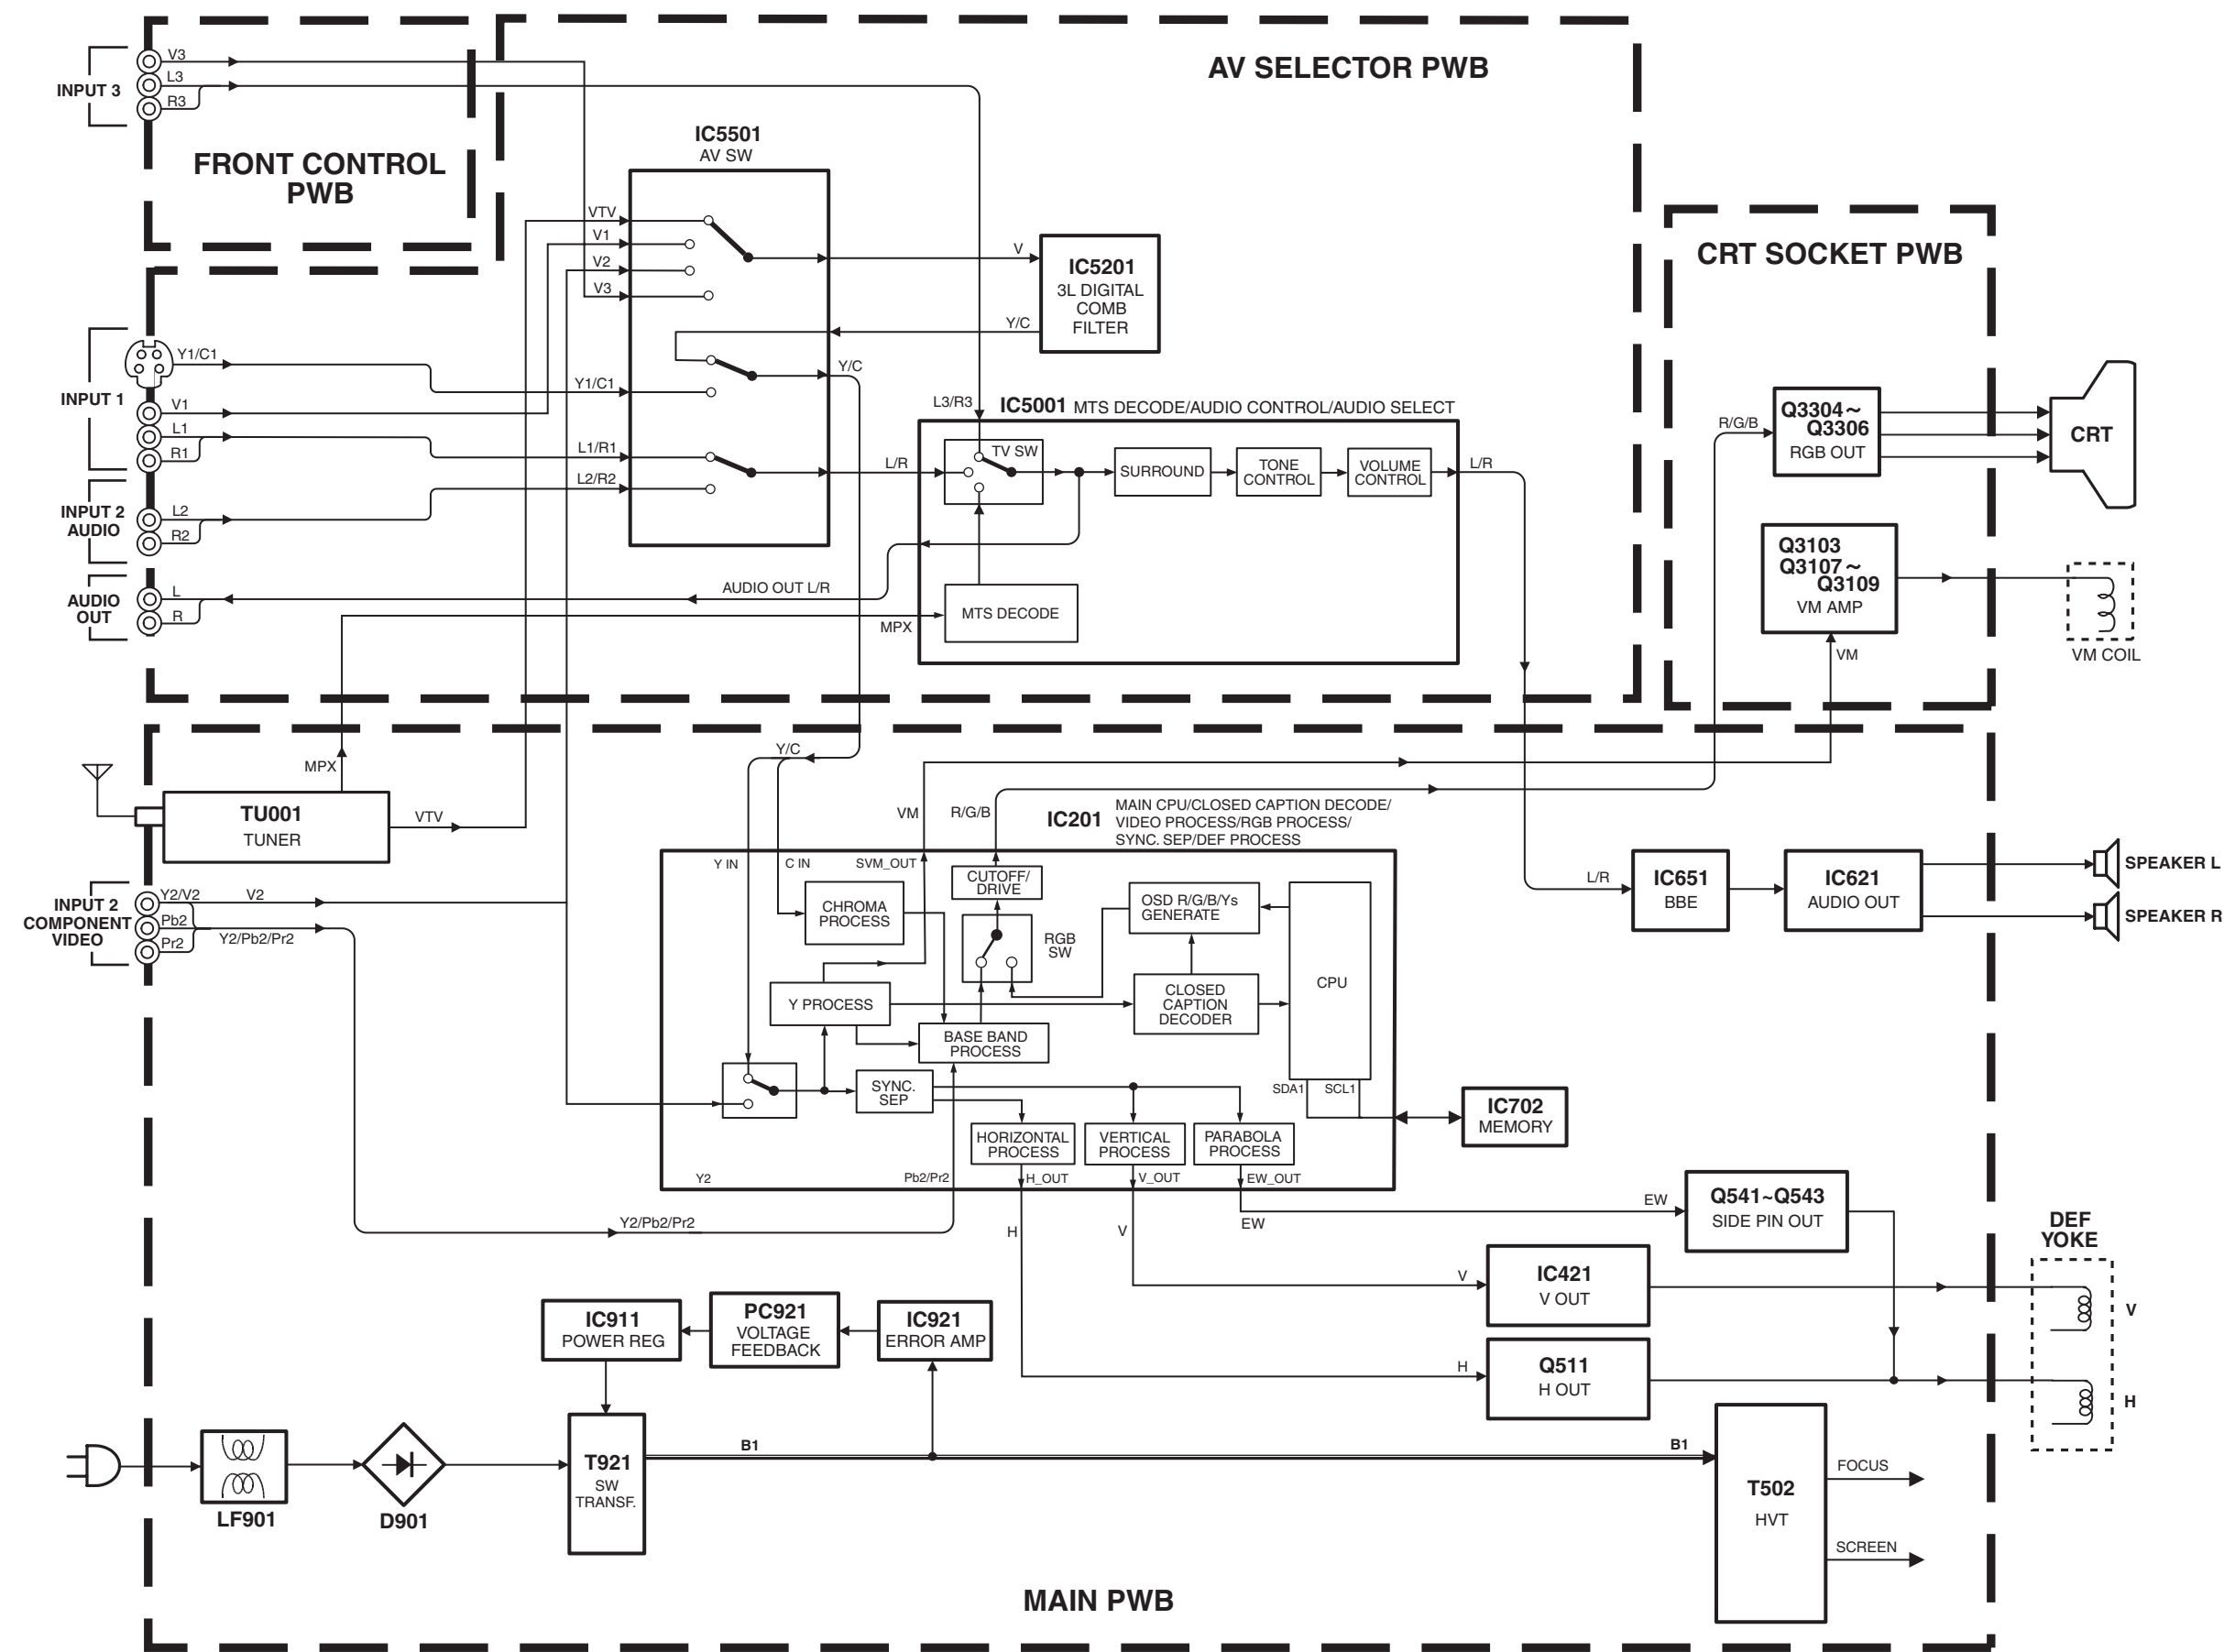 AV SELECTOR PWB
INPUT 3
V3
L3
R3
FRONT CONTROL
PWB
IC5501
AV SW
VTV
V1
V2
V3
V
IC5201
3L DIGITAL
COMB
FILTER
Y/C
Y/C
CRT SOCKET PWB
INPUT 1
Y1/C1
V1
L1
R1
Y1/C1
L1/R1
L2/R2
INPUT 2
AUDIO
L2
R2
AUDIO
OUT
L
R
AUDIO OUT L/R
MPX
L3/R3
IC5001 MTS DECODE/AUDIO CONTROL/AUDIO SELECT
L/R
TV SW
SURROUND
TONE
CONTROL
VOLUME
CONTROL
L/R
MTS DECODE
R/G/B
Q3304~
Q3306
RGB OUT
CRT
Q3103
Q3107~
Q3109
VM AMP
VM
VM COIL
MPX
TU001
TUNER
VTV
Y/C
VM
R/G/B
IC201
MAIN CPU/CLOSED CAPTION DECODE/
VIDEO PROCESS/RGB PROCESS/
SYNC. SEP/DEF PROCESS
INPUT 2
COMPONENT
VIDEO
Y2/V2
V2
Pb2
Pr2
Y2/Pb2/Pr2
Y IN
C IN
SVM_OUT
CUTOFF/
DRIVE
CHROMA
PROCESS
RGB
SW
OSD R/G/B/Ys
GENERATE
CPU
Y PROCESS
CLOSED
CAPTION
DECODER
BASE BAND
PROCESS
SYNC.
SEP
SDA1
SCL1
HORIZONTAL
PROCESS
VERTICAL
PROCESS
PARABOLA
PROCESS
Y2
Pb2/Pr2
H_OUT
V_OUT
EW_OUT
L/R
IC651
BBE
IC621
AUDIO OUT
SPEAKER L
SPEAKER R
IC702
MEMORY
Y2/Pb2/Pr2
H
V
EW
EW
Q541~Q543
SIDE PIN OUT
V
IC421
V OUT
H
Q511
H OUT
DEF
YOKE
V
H
IC911
POWER REG
PC921
VOLTAGE
FEEDBACK
IC921
ERROR AMP
LF901
D901
T921
SW
TRANSF.
B1
B1
T502
HVT
FOCUS
SCREEN
MAIN PWB